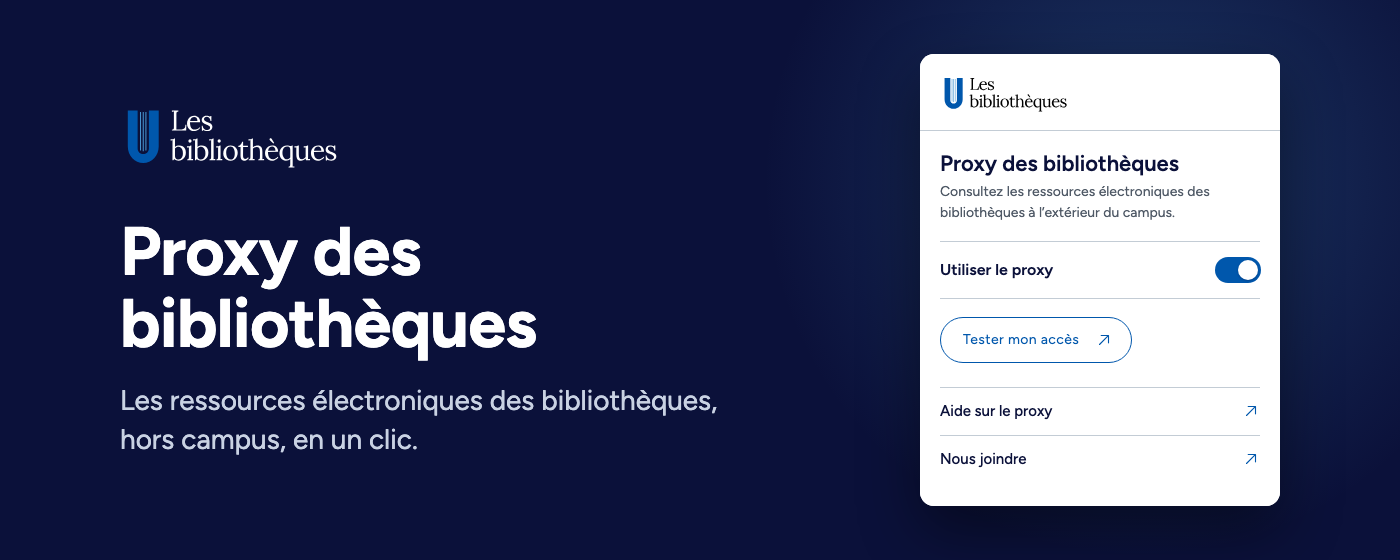 Les
bibliothèques
Proxy des
bibliothèques
Les ressources électroniques des bibliothèques,
hors campus, en un clic.
Les
bibliothèques
Proxy des bibliothèques
Consultez les ressources électroniques des
bibliothèques à l’extérieur du campus.
Utiliser le proxy
Tester mon accès
Aide sur le proxy
Nous joindre